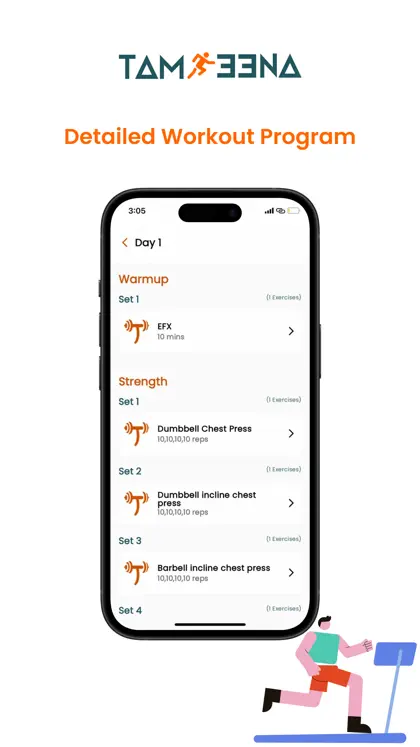 TAMREENA
Detailed Workout Program
3:05
Day 1
Warmup
Set 1
(1 Exercises)
EFX
10 mins
Strength
Set 1
(1 Exercises)
Dumbbell Chest Press
10,10,10,10 reps
Set 2
(1 Exercises)
Dumbbell incline chest
press
10,10,10,10 reps
Set 3
(1 Exercises)
Barbell incline chest press
10,10,10,10 reps
Set 4
(1 Exercises)